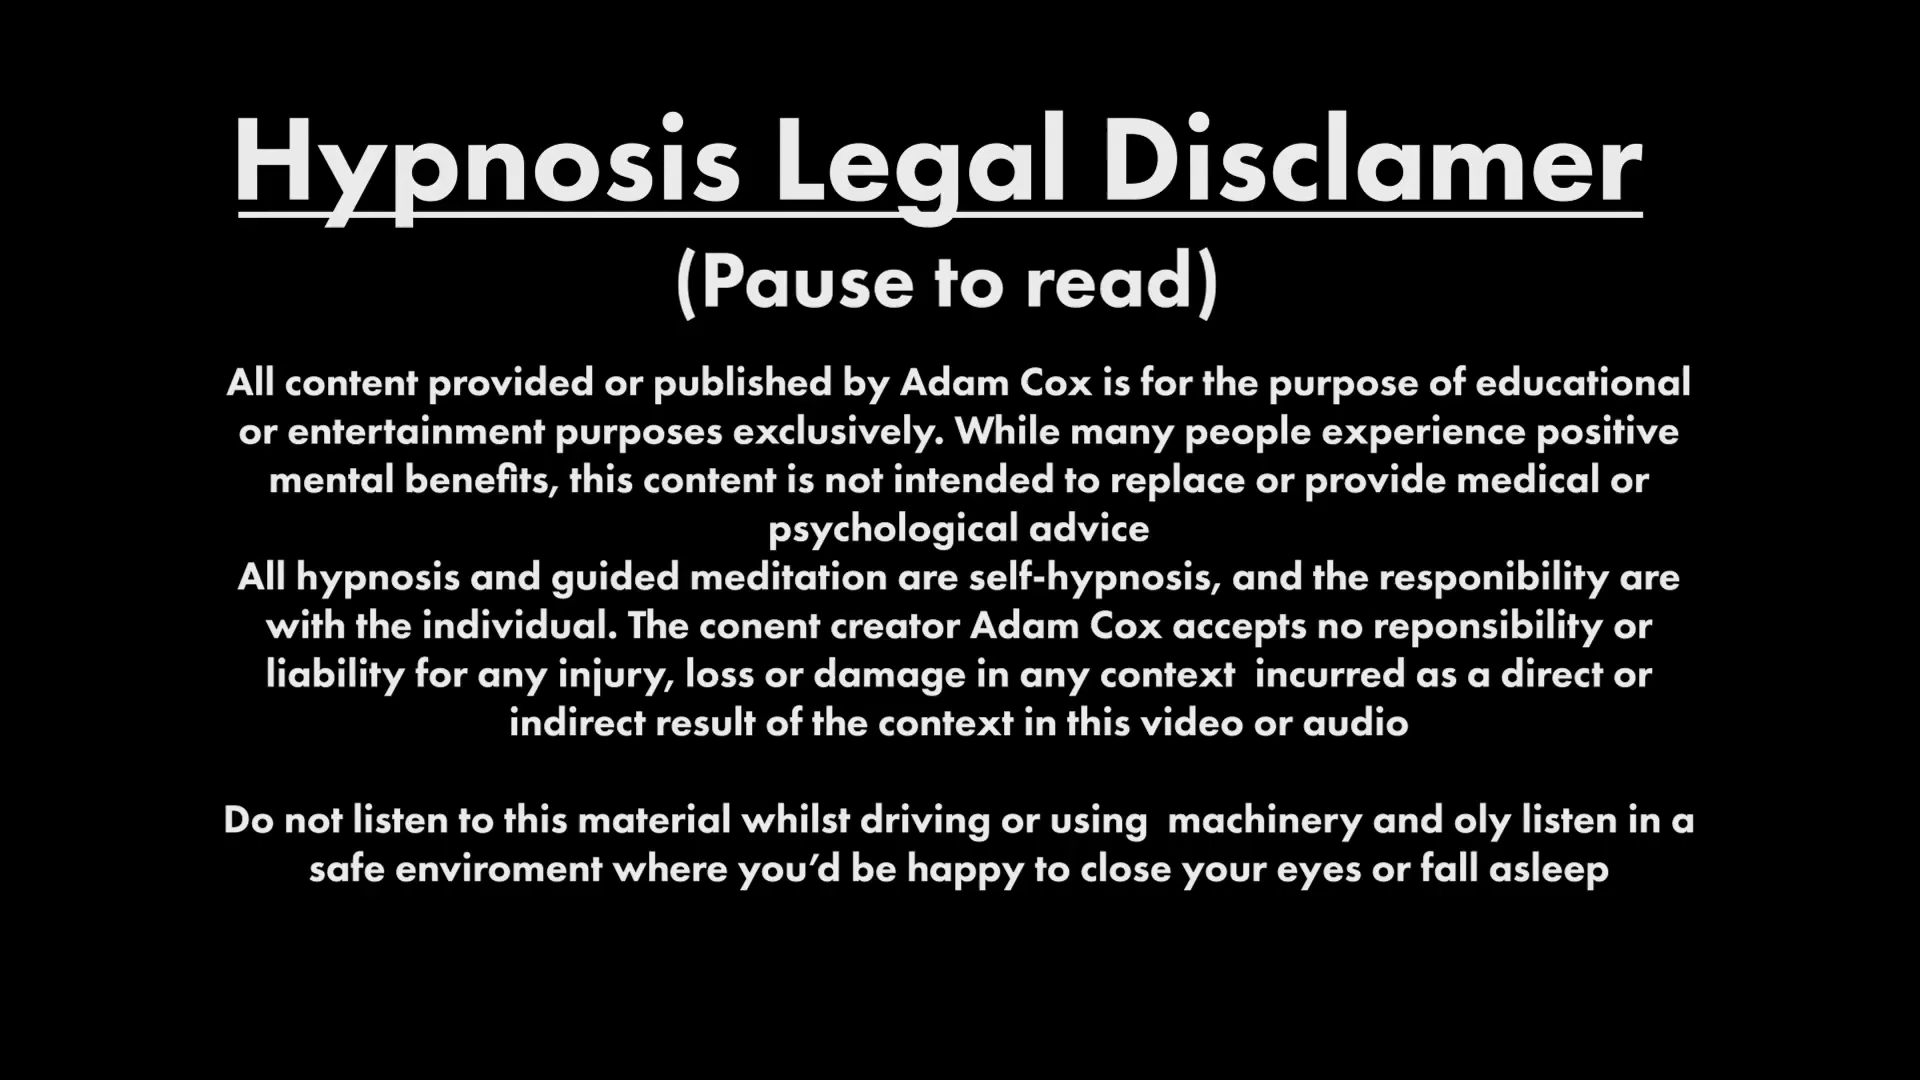 Hypnosis Legal Disclamer
(Pause to read)
All content provided or published by Adam Cox is for the purpose of educational
or entertainment purposes exclusively. While many people experience positive
mental benefits, this content is not intended to replace or provide medical or
psychological advice
All hypnosis and guided meditation are self-hypnosis, and the responibility are
with the individual. The conent creator Adam Cox accepts no reponsibility or
liability for any injury, loss or damage in any context  incurred as a direct or
indirect result of the context in this video or audio
Do not listen to this material whilst driving or using  machinery and oly listen in a
safe enviroment where you’d be happy to close your eyes or fall asleep